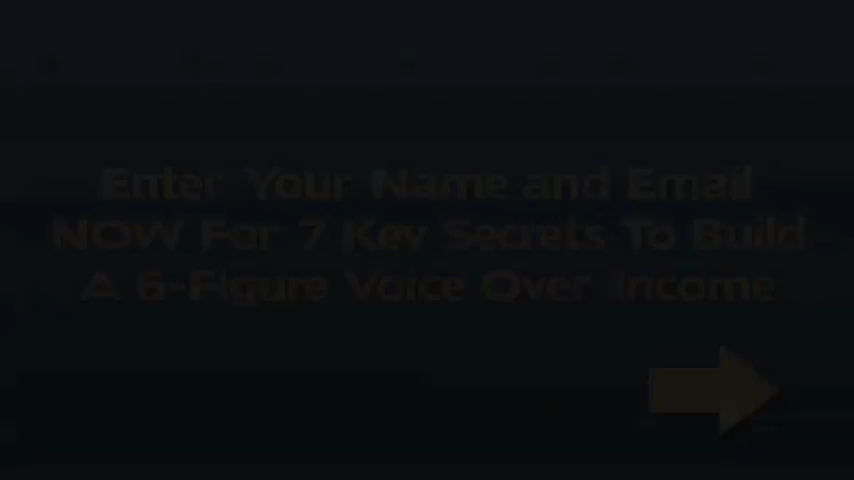 Enter Your Name and Email
NOW For 7 Key Secrets To Build
A 6-Figure Voice Over Income